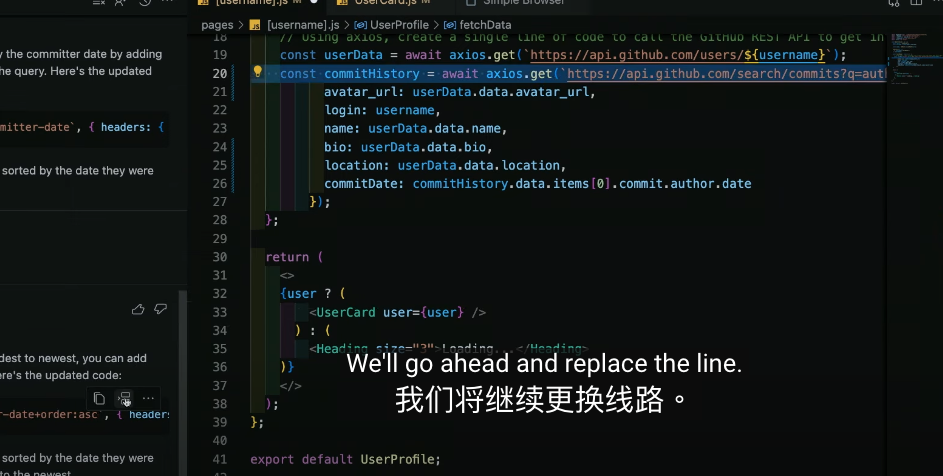 [username].js M
UserCard.js M
Simple Browser
pages > [username].js > UserProfile > fetchData
y the committer date by adding
he query. Here's the updated
mitter-date`, { headers: {
sorted by the date they were
dest to newest, you can add
ere's the updated code:
r-date+order:asc`, { headers
sorted by the date they were
to the newest.
18 // Using axios, create a single line of code to call the GitHub REST API to get in
19 const userData = await axios.get(`https://api.github.com/users/${username}`);
20 const commitHistory = await axios.get(`https://api.github.com/search/commits?q=aut
21 avatar_url: userData.data.avatar_url,
22 login: username,
23 name: userData.data.name,
24 bio: userData.data.bio,
25 location: userData.data.location,
26 commitDate: commitHistory.data.items[0].commit.author.date
27 });
28 };
29
30 return (
31 <>
32 {user ? (
33 <UserCard user={user} />
34 ) : (
35 <Heading size="3">Loading...</Heading>
36 )}
37 </>
38 );
39 };
40
41 export default UserProfile;
42
We'll go ahead and replace the line.
我们将继续更换线路。